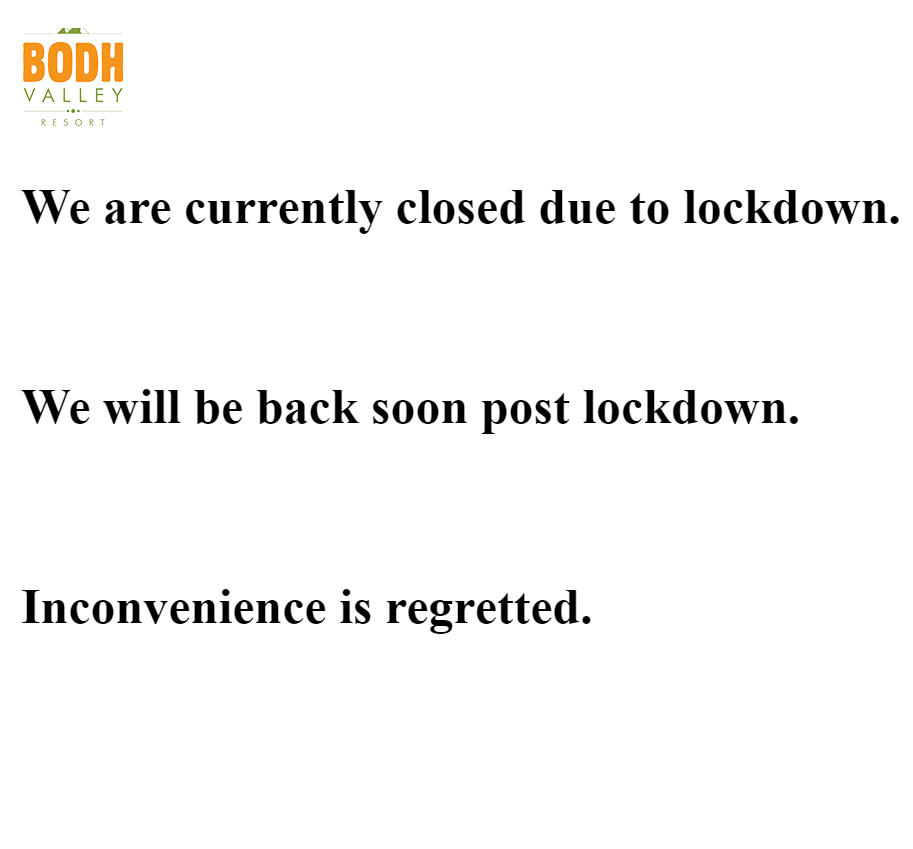 BODH
VALLEY
RESORT
We are currently closed due to lockdown.
We will be back soon post lockdown.
Inconvenience is regretted.